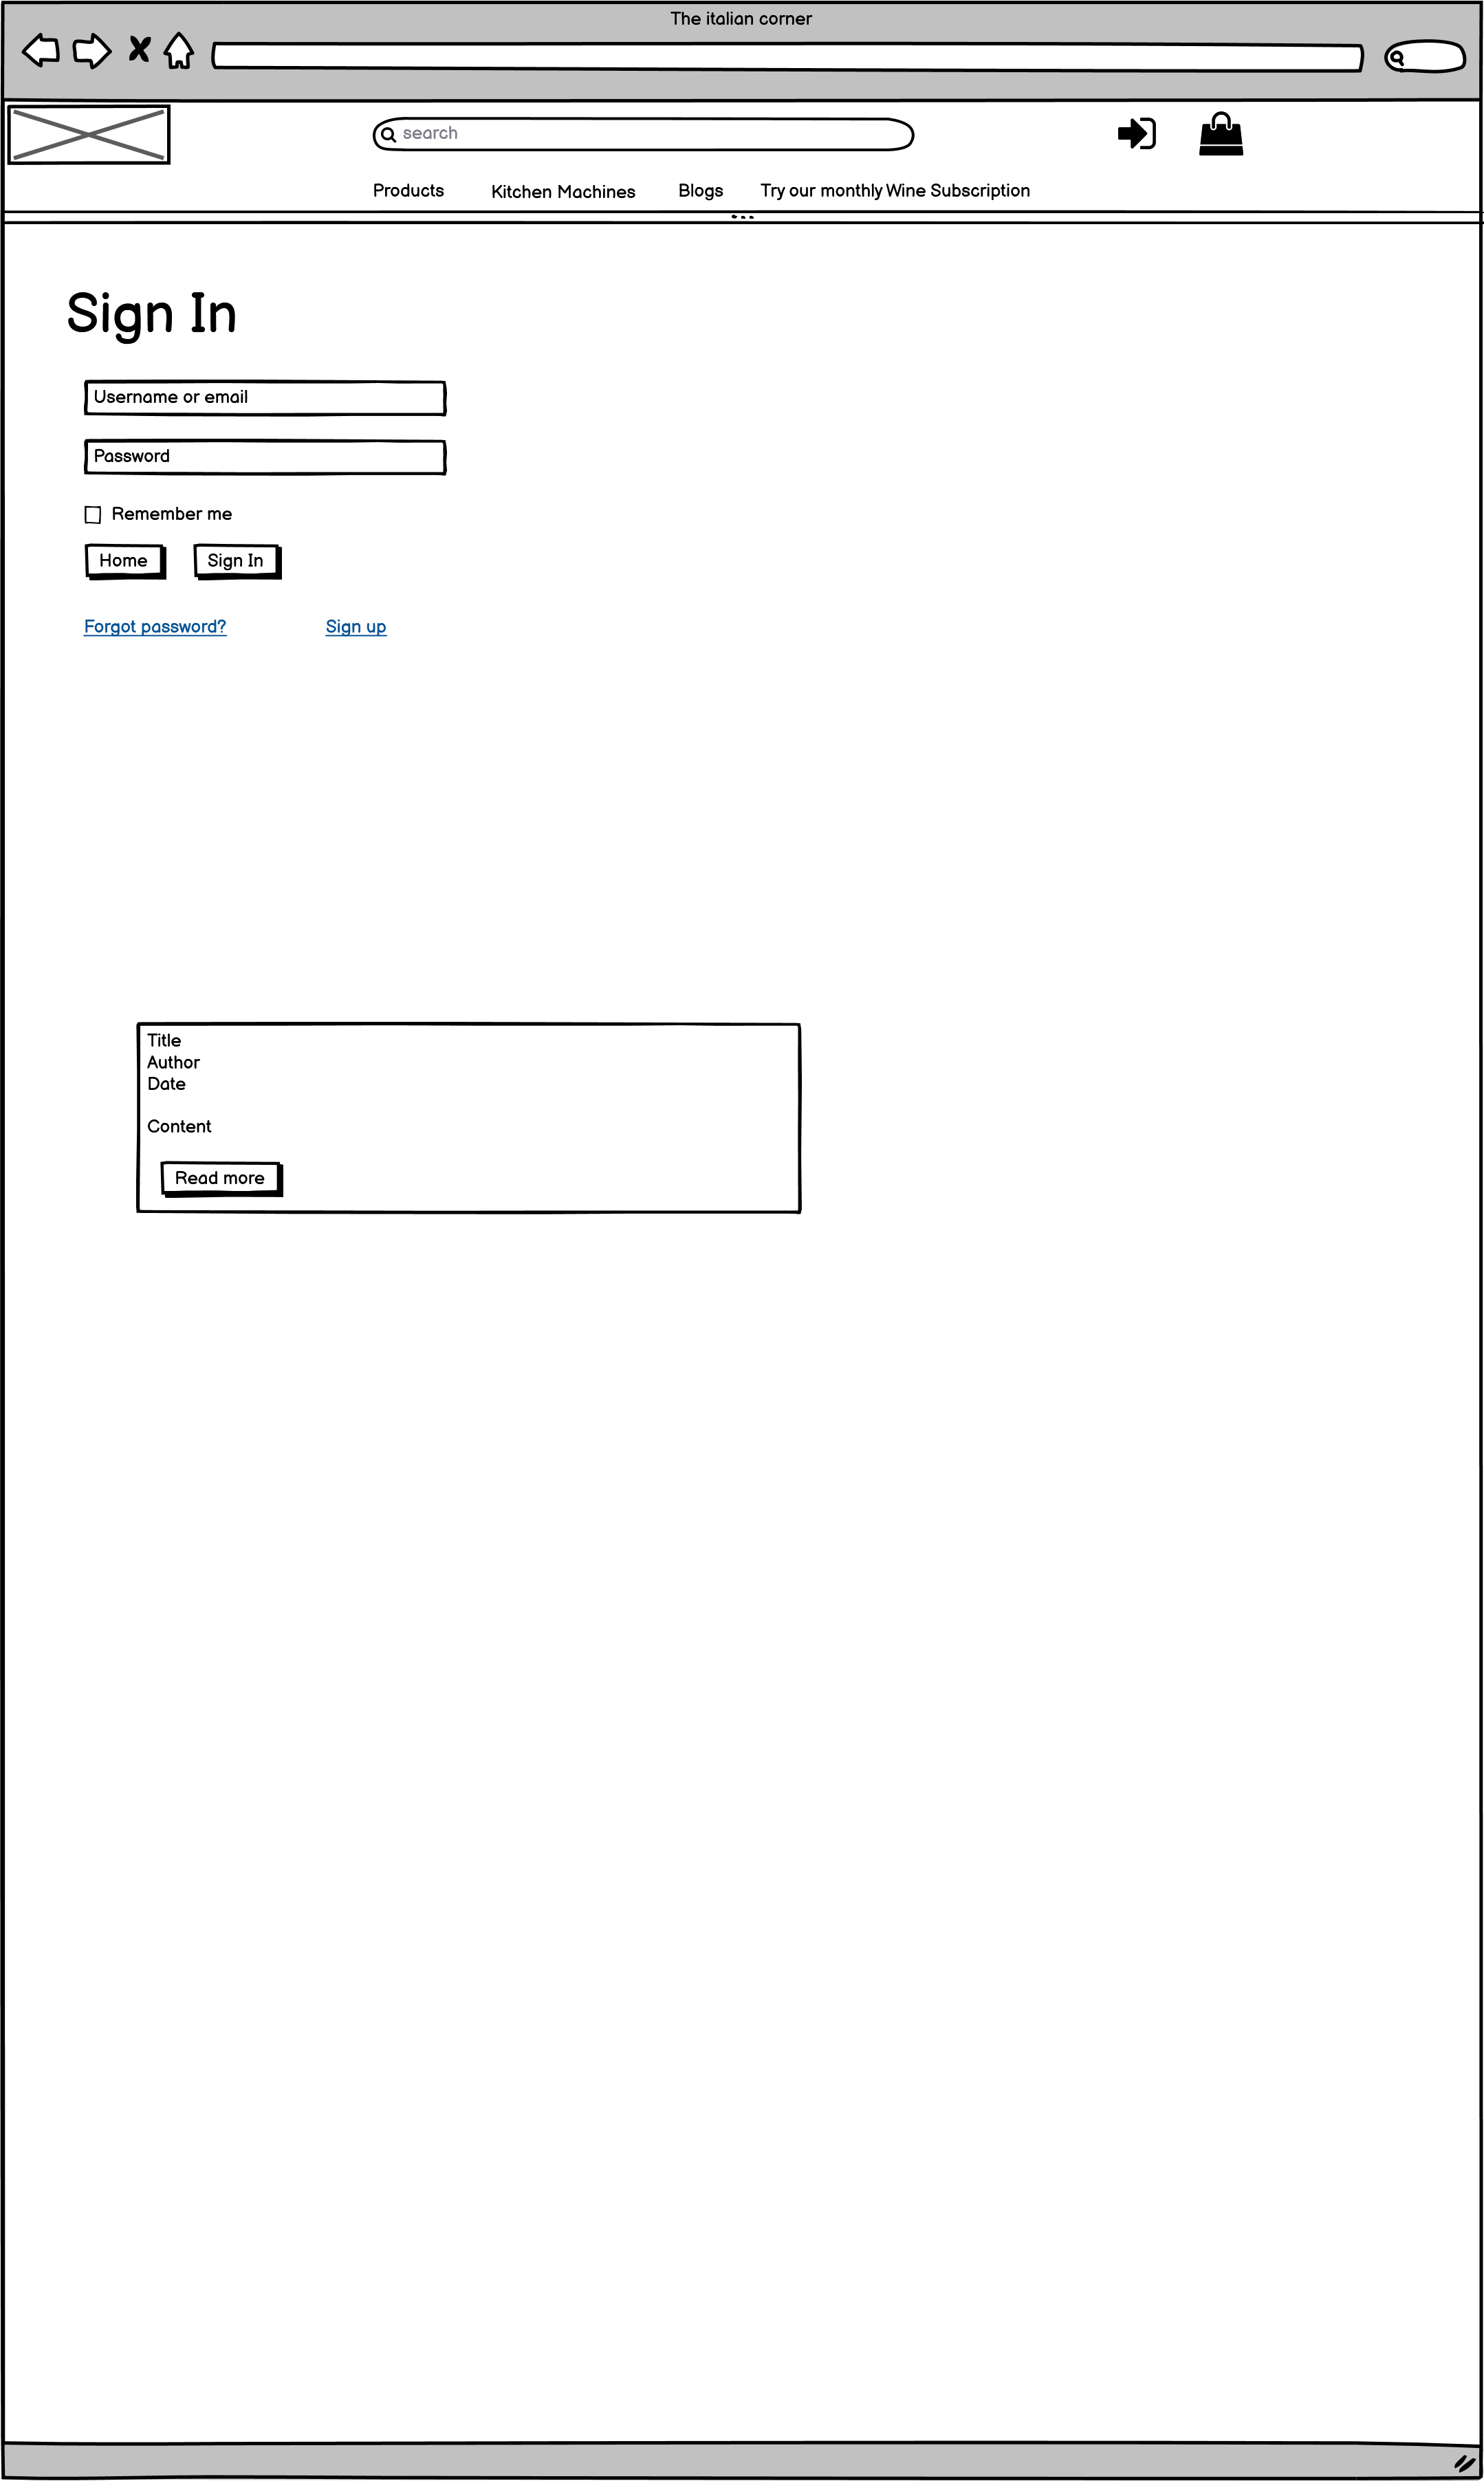 The italian corner
search
Products Kitchen Machines Blogs Try our monthly Wine Subscription
Sign In
Username or email
Password
Remember me
Home Sign In
Forgot password? Sign up
Title
Author
Date
Content
Read more